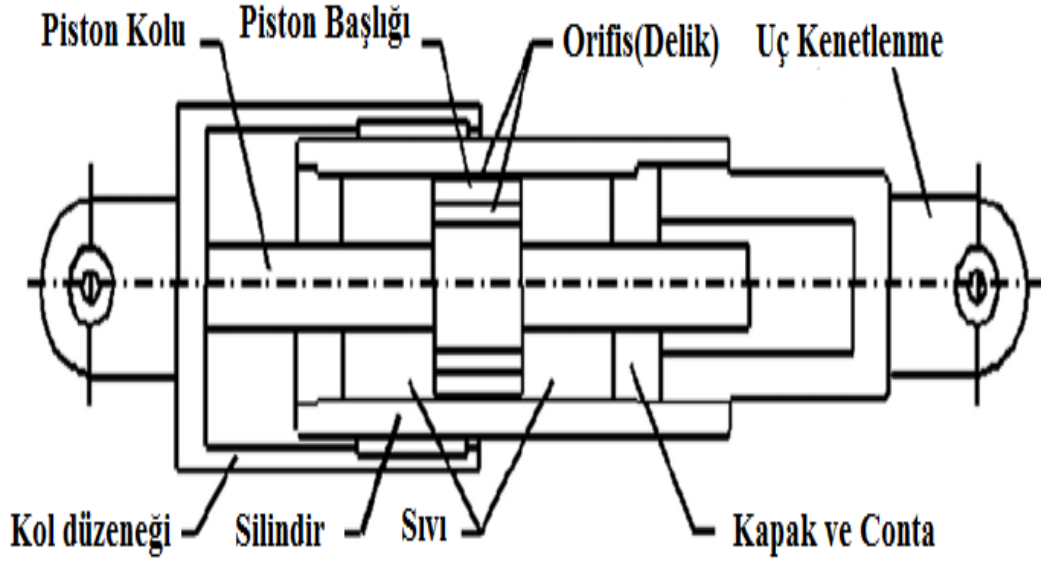 Piston Kolu
Piston Başlığı
Orifis(Delik)
Uç Kenetlenme
Kol düzeneği
Silindir
Sıvı
Kapak ve Conta